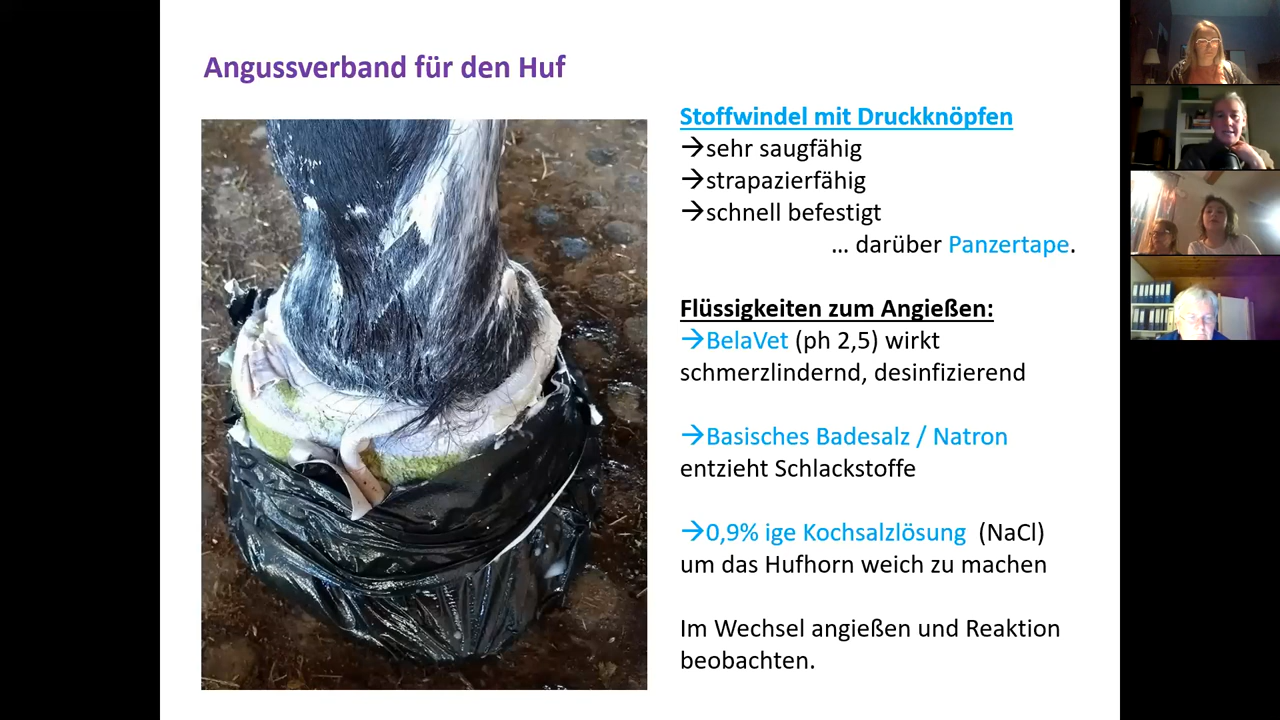 Angussverband für den Huf
Stoffwindel mit Druckknöpfen
→sehr saugfähig
→strapazierfähig
→schnell befestigt
... darüber Panzertape.
Flüssigkeiten zum Angießen:
→BelaVet (ph 2,5) wirkt
schmerzlindernd, desinfizierend
→Basisches Badesalz / Natron
entzieht Schlackstoffe
→0,9% ige Kochsalzlösung (NaCl)
um das Hufhorn weich zu machen
Im Wechsel angießen und Reaktion
beobachten.